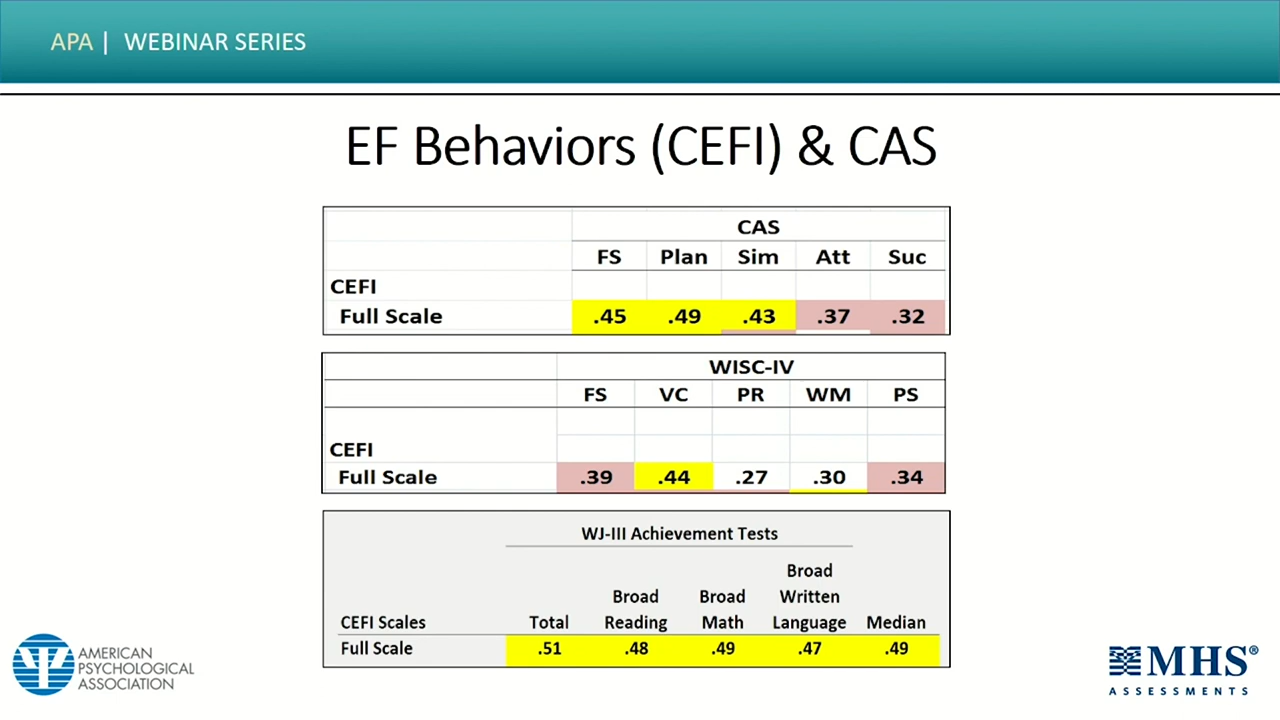 APA | WEBINAR SERIES
EF Behaviors (CEFI) & CAS
CAS
FS Plan Sim Att Suc
CEFI
Full Scale .45 .49 .43 .37 .32
WISC-IV
FS VC PR WM PS
CEFI
Full Scale .39 .44 .27 .30 .34
WJ-III Achievement Tests
Broad
Broad Broad Written
CEFI Scales Total Reading Math Language Median
Full Scale .51 .48 .49 .47 .49
AMERICAN
PSYCHOLOGICAL
ASSOCIATION
MHS®
ASSESSMENTS